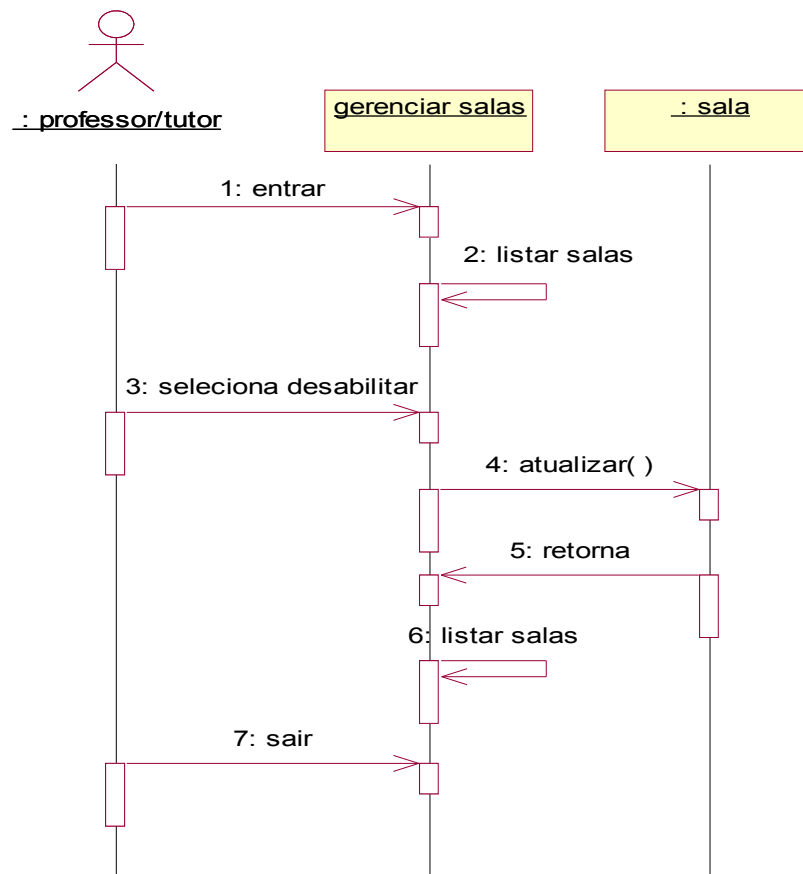 : professor/tutor
gerenciar salas
: sala
1: entrar
2: listar salas
3: seleciona desabilitar
4: atualizar( )
5: retorna
6: listar salas
7: sair